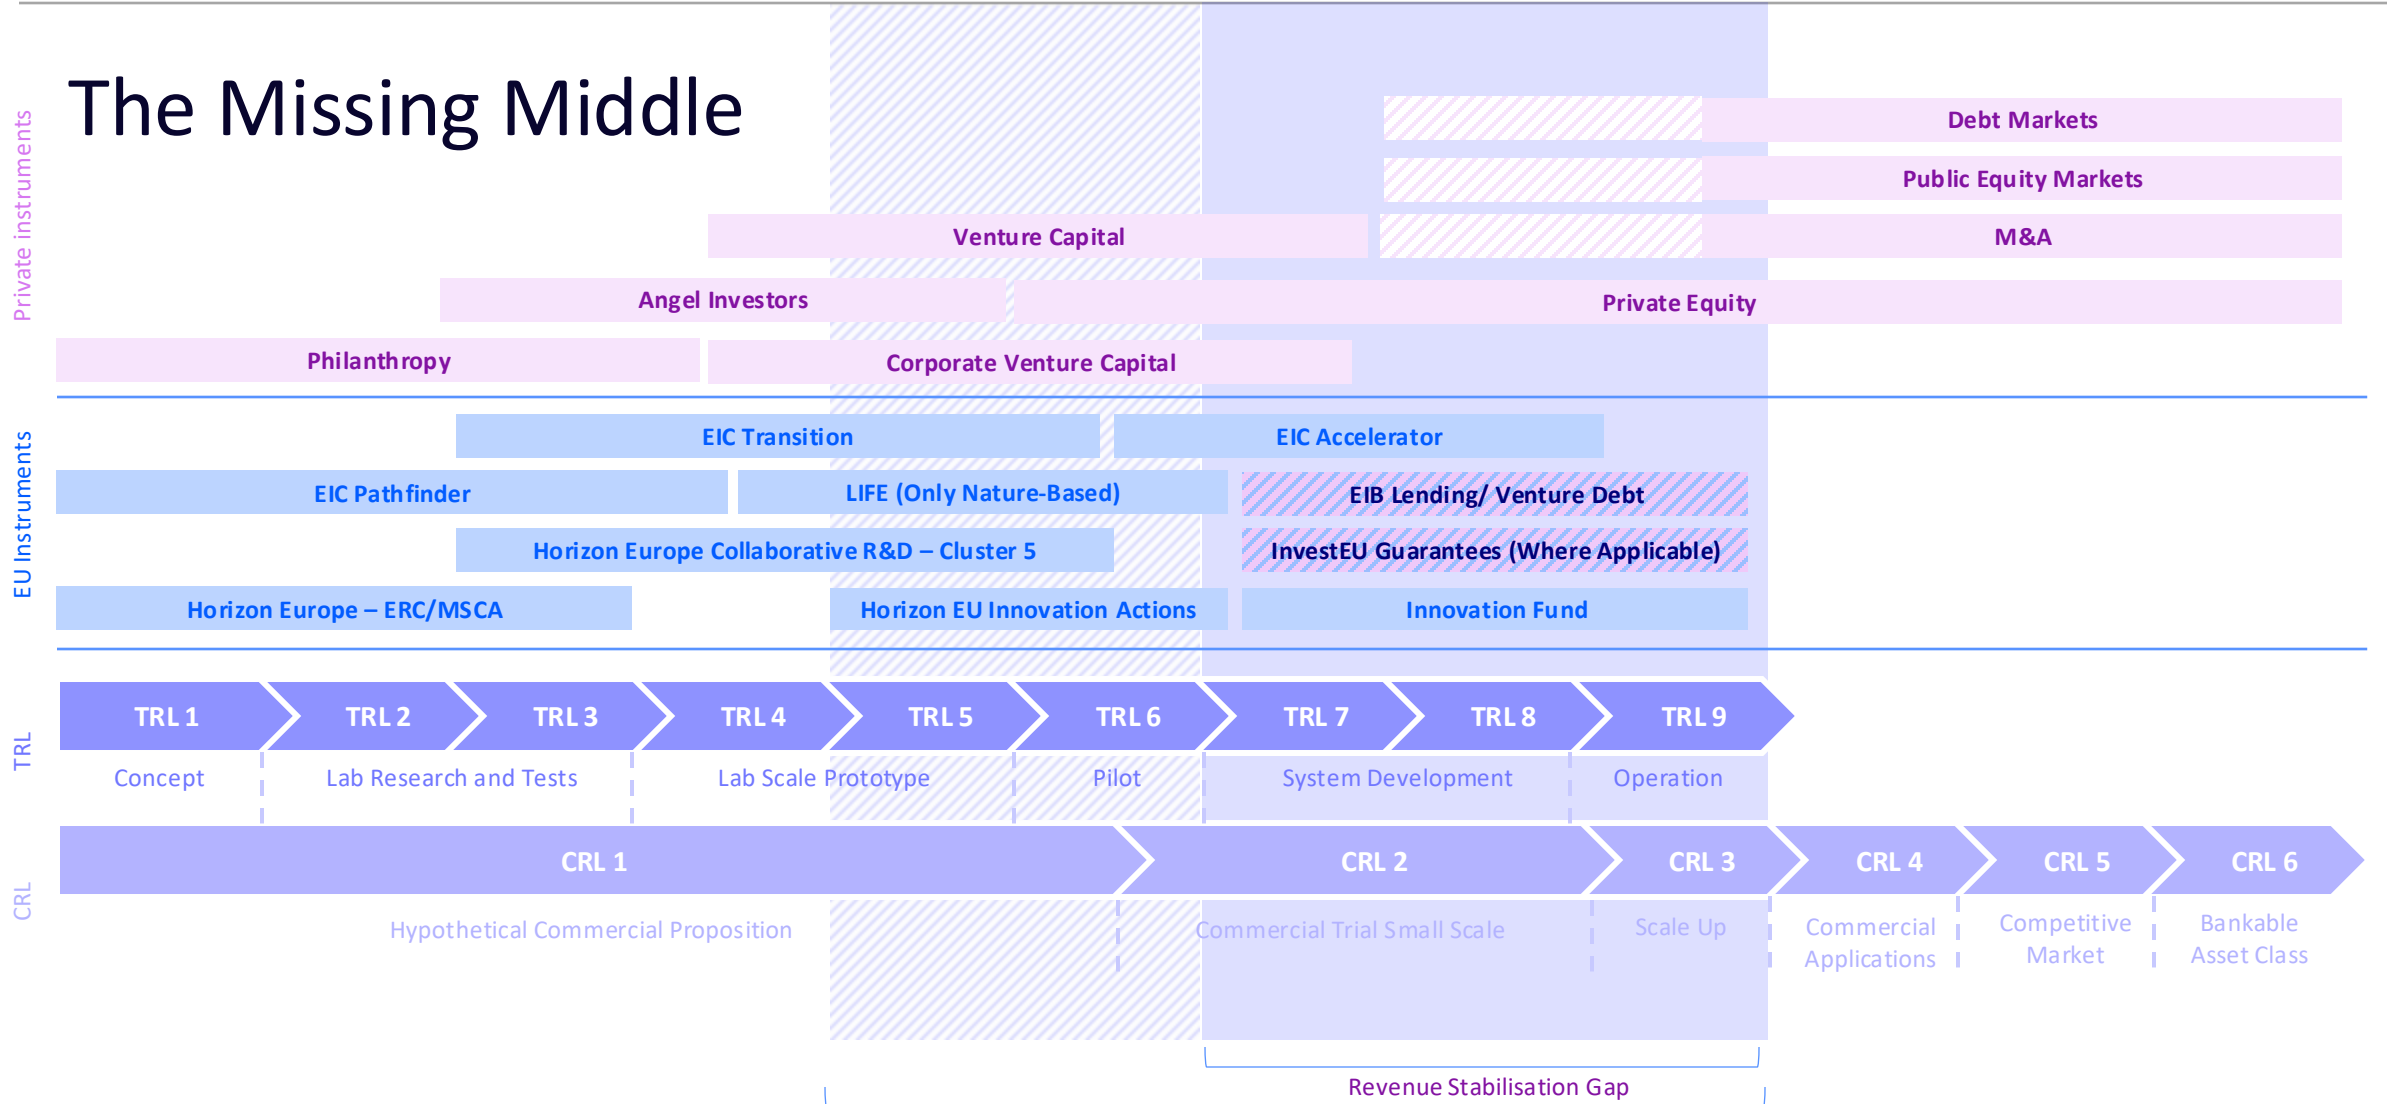 The Missing Middle
Private instruments
Debt Markets
Public Equity Markets
Venture Capital
M&A
Angel Investors
Private Equity
Philanthropy
Corporate Venture Capital
EU Instruments
EIC Transition
EIC Accelerator
EIC Pathfinder
LIFE (Only Nature-Based)
EIB Lending/ Venture Debt
Horizon Europe Collaborative R&D – Cluster 5
InvestEU Guarantees (Where Applicable)
Horizon Europe – ERC/MSCA
Horizon EU Innovation Actions
Innovation Fund
TRL
TRL 1
TRL 2
TRL 3
TRL 4
TRL 5
TRL 6
TRL 7
TRL 8
TRL 9
Concept
Lab Research and Tests
Lab Scale Prototype
Pilot
System Development
Operation
CRL
CRL 1
CRL 2
CRL 3
CRL 4
CRL 5
CRL 6
Hypothetical Commercial Proposition
Commercial Trial Small Scale
Scale Up
Commercial
Applications
Competitive
Market
Bankable
Asset Class
Revenue Stabilisation Gap